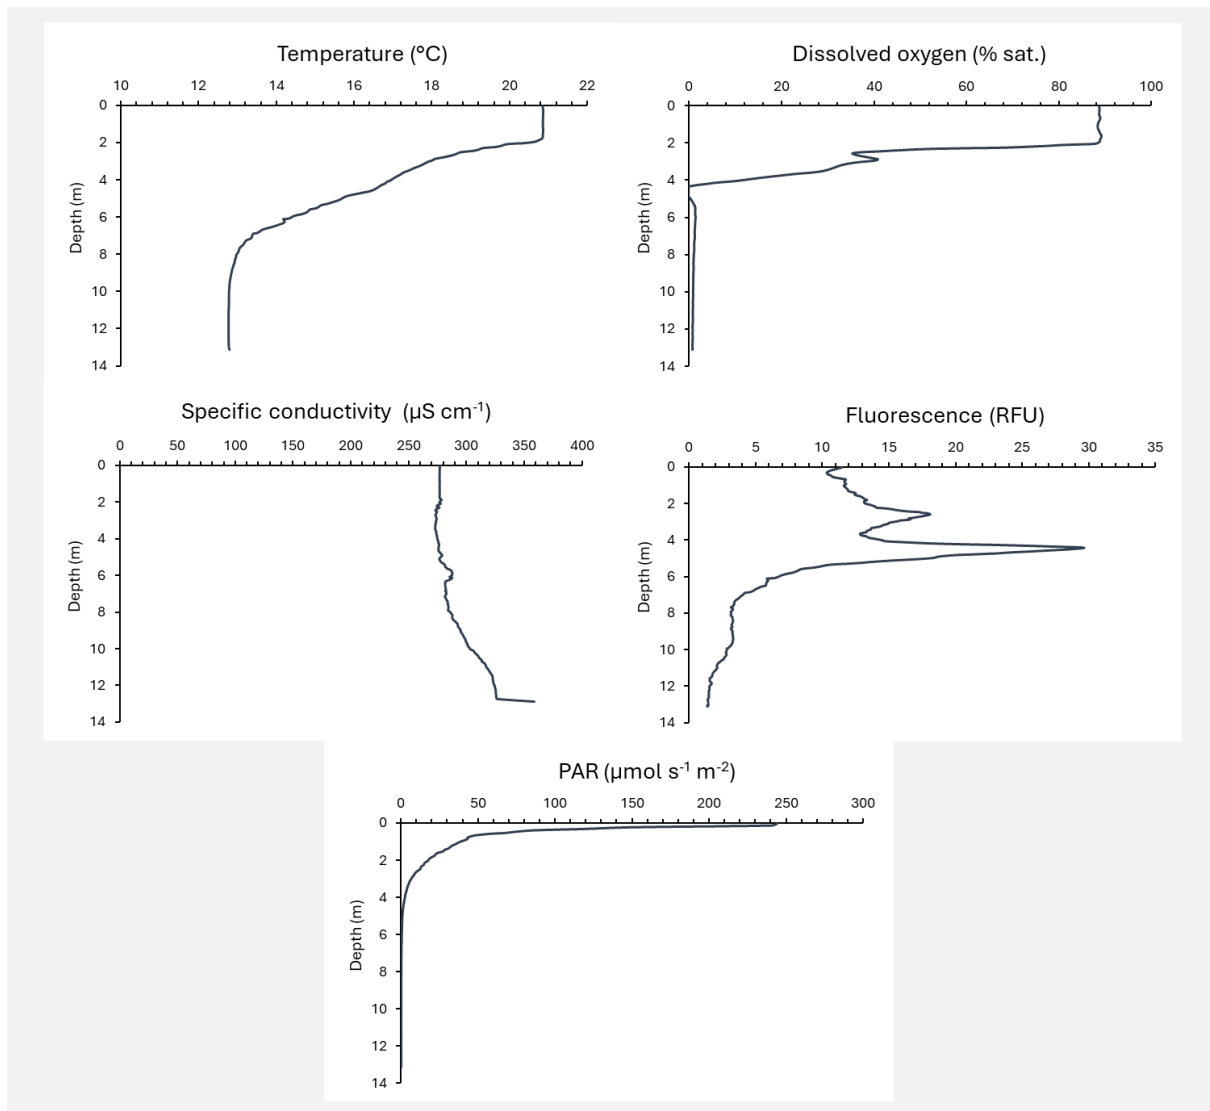 Temperature (°C)
10 12 14 16 18 20 22
0
2
4
6
8
10
12
14
Depth (m)
Dissolved oxygen (% sat.)
0 20 40 60 80 100
0
2
4
6
8
10
12
14
Depth (m)
Specific conductivity (µS cm-1)
0 50 100 150 200 250 300 350 400
0
2
4
6
8
10
12
14
Depth (m)
Fluorescence (RFU)
0 5 10 15 20 25 30 35
0
2
4
6
8
10
12
14
Depth (m)
PAR (µmol s-1 m-2)
0 50 100 150 200 250 300
0
2
4
6
8
10
12
14
Depth (m)